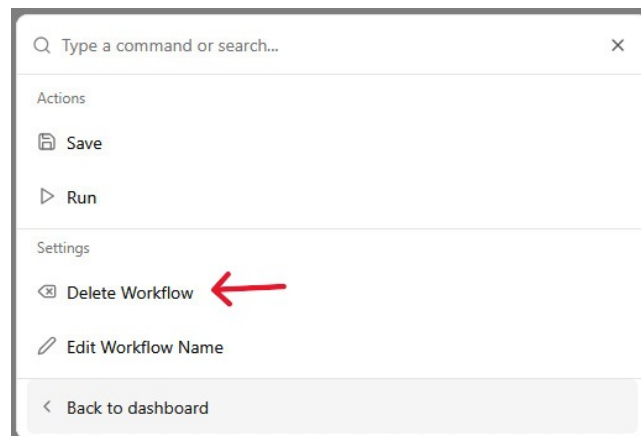 Type a command or search...
Actions
Save
Run
Settings
Delete Workflow
Edit Workflow Name
Back to dashboard